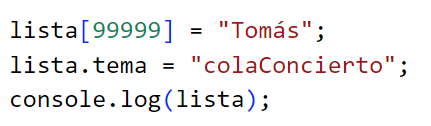 lista[99999] = "Tomás";
lista.tema = "colaConcierto";
console.log(lista);